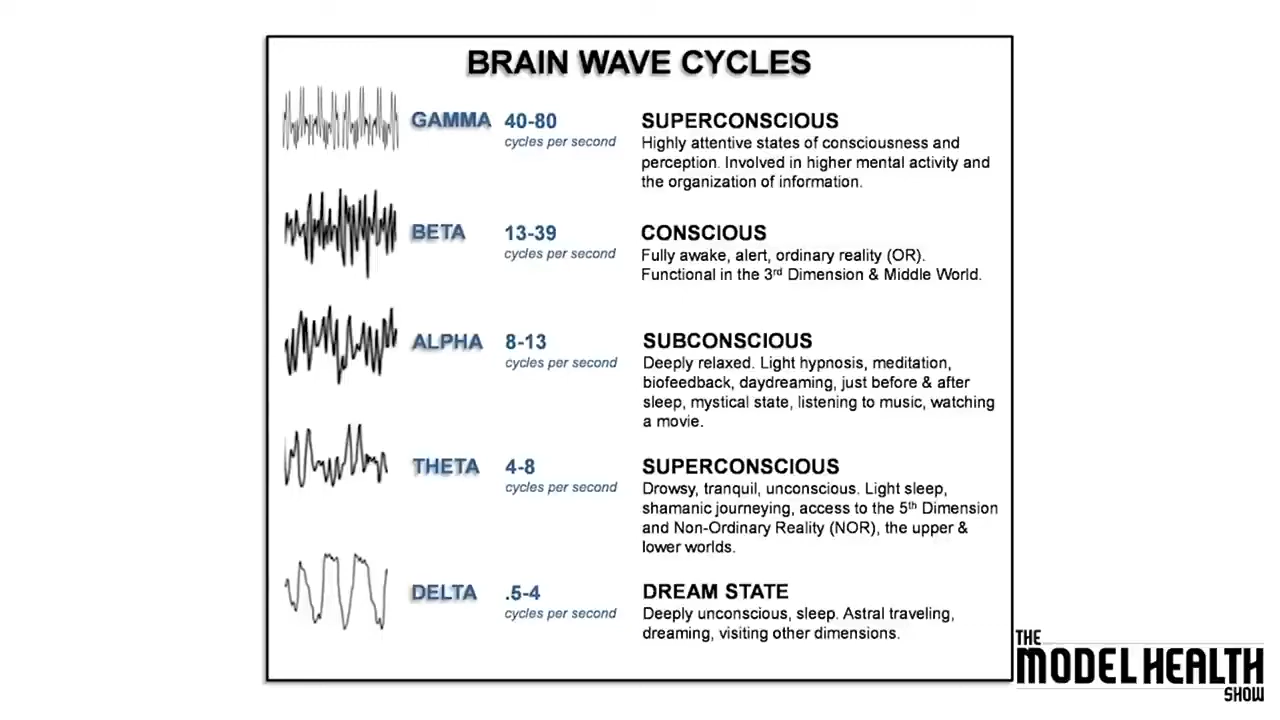 BRAIN WAVE CYCLES
GAMMA 40-80 SUPERCONSCIOUS
cycles per second Highly attentive states of consciousness and
perception. Involved in higher mental activity and
the organization of information.
BETA 13-39 CONSCIOUS
cycles per second Fully awake, alert, ordinary reality (OR).
Functional in the 3rd Dimension & Middle World.
ALPHA 8-13 SUBCONSCIOUS
cycles per second Deeply relaxed. Light hypnosis, meditation,
biofeedback, daydreaming, just before & after
sleep, mystical state, listening to music, watching
a movie.
THETA 4-8 SUPERCONSCIOUS
cycles per second Drowsy, tranquil, unconscious. Light sleep,
shamanic journeying, access to the 5th Dimension
and Non-Ordinary Reality (NOR), the upper &
lower worlds.
DELTA .5-4 DREAM STATE
cycles per second Deeply unconscious, sleep. Astral traveling,
dreaming, visiting other dimensions.
THE
MODEL HEALTH
SHOW